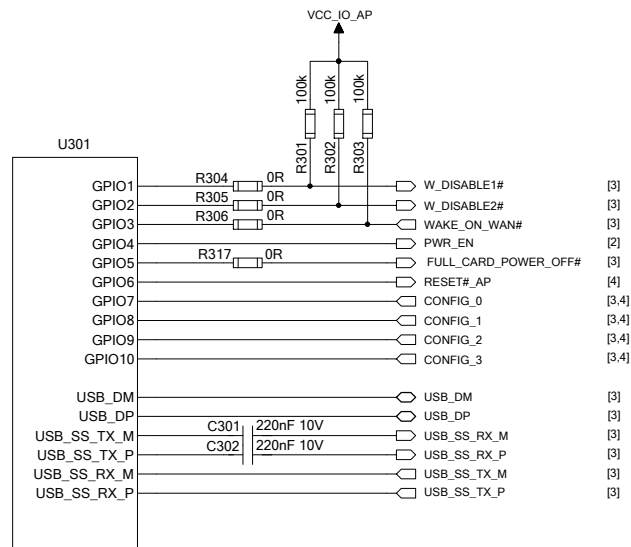 VCC_IO_AP
100k 100k 100k
R301 R302 R303
U301
GPIO1 R304 0R W_DISABLE1# [3]
GPIO2 R305 0R W_DISABLE2# [3]
GPIO3 R306 0R WAKE_ON_WAN# [3]
GPIO4 PWR_EN [2]
GPIO5 R317 0R FULL_CARD_POWER_OFF# [3]
GPIO6 RESET#_AP [4]
GPIO7 CONFIG_0 [3,4]
GPIO8 CONFIG_1 [3,4]
GPIO9 CONFIG_2 [3,4]
GPIO10 CONFIG_3 [3,4]
USB_DM USB_DM [3]
USB_DP USB_DP [3]
USB_SS_TX_M C301 220nF 10V USB_SS_RX_M [3]
USB_SS_TX_P C302 220nF 10V USB_SS_RX_P [3]
USB_SS_RX_M USB_SS_TX_M [3]
USB_SS_RX_P USB_SS_TX_P [3]